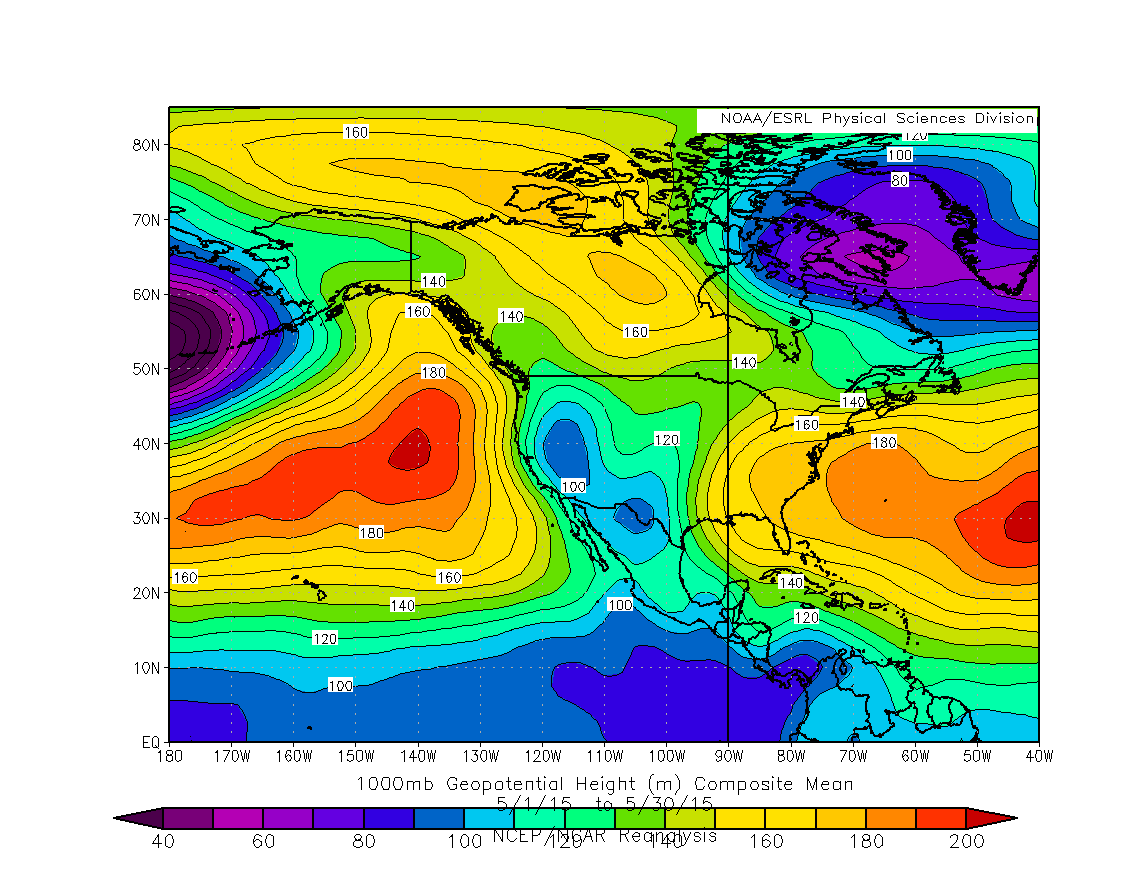 NOAA/ESRL Physical Sciences Division
120
160
80N
100
80
70N
140
60N
160
140
160
140
50N
180
140
160
120
180
40N
100
30N
180
160
160
140
20N
140
100
120
120
10N
100
EQ
180 170W 160W 150W 140W 130W 120W 110W 100W 90W 80W 70W 60W 50W 40W
1000mb Geopotential Height (m) Composite Mean
5/1/15 to 5/30/15
NCEP/NCAR Reanalysis
40 60 80 100 120 140 160 180 200